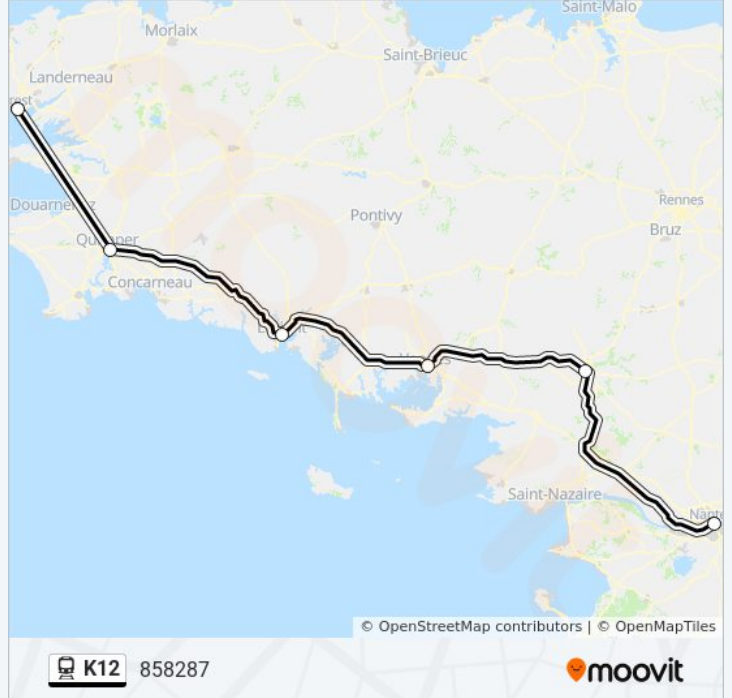 Saint-Malo
Morlaix
Saint-Brieuc
Landerneau
Rennes
Pontivy
Bruz
Concarneau
Saint-Nazaire
© OpenStreetMap contributors | © OpenMapTiles
K12 858287
moovit